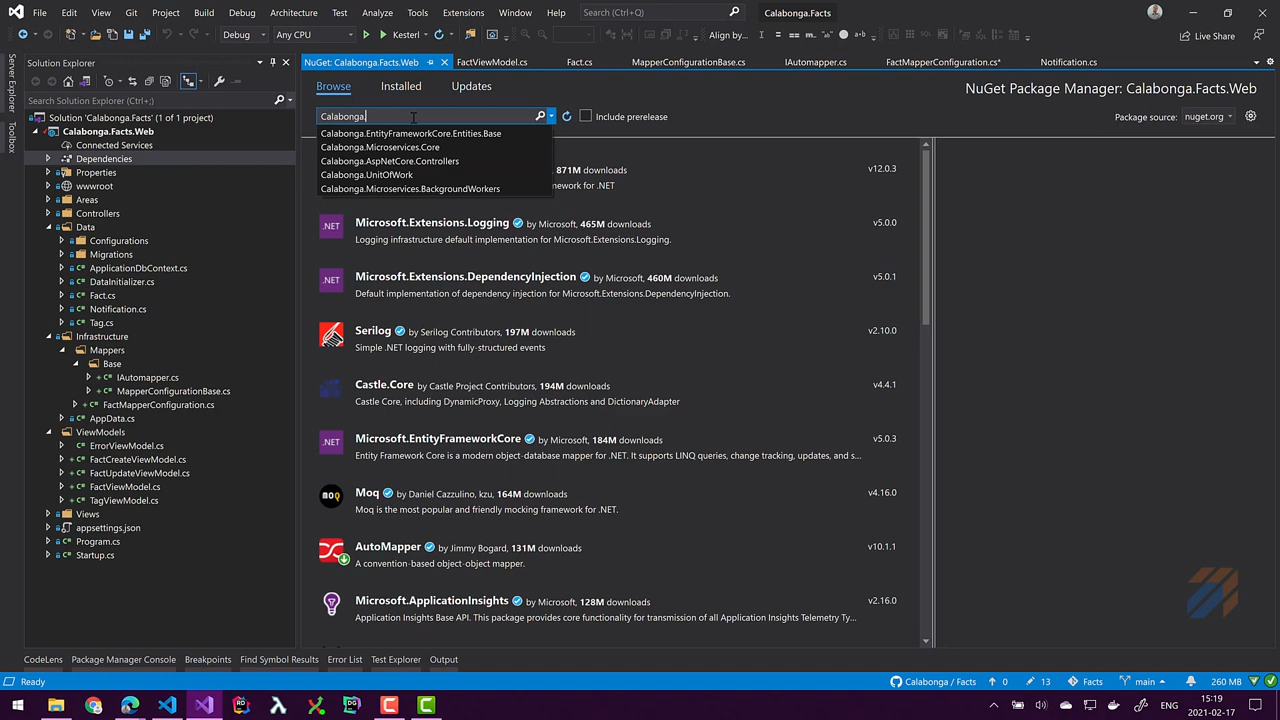 File Edit View Git Project Build Debug Architecture Test Analyze Tools Extensions Window Help Search (Ctrl+Q) Calabonga.Facts
Debug Any CPU Kestrel Align by: Live Share
Server Explorer
Toolbox
Solution Explorer
Search Solution Explorer (Ctrl+;)
Solution 'Calabonga.Facts' (1 of 1 project)
Calabonga.Facts.Web
Connected Services
Dependencies
Properties
wwwroot
Areas
Controllers
Data
Configurations
Migrations
ApplicationDbContext.cs
DataInitializer.cs
Fact.cs
Notification.cs
Tag.cs
Infrastructure
Mappers
Base
IAutomapper.cs
MapperConfigurationBase.cs
FactMapperConfiguration.cs
AppData.cs
ViewModels
ErrorViewModel.cs
FactCreateViewModel.cs
FactUpdateViewModel.cs
FactViewModel.cs
TagViewModel.cs
Views
appsettings.json
Program.cs
Startup.cs
NuGet: Calabonga.Facts.Web FactViewModel.cs Fact.cs MapperConfigurationBase.cs IAutomapper.cs FactMapperConfiguration.cs* Notification.cs
Browse Installed Updates NuGet Package Manager: Calabonga.Facts.Web
Calabonga. Include prerelease Package source: nuget.org
Calabonga.EntityFrameworkCore.Entities.Base
Calabonga.Microservices.Core
Calabonga.AspNetCore.Controllers
Calabonga.UnitOfWork
Calabonga.Microservices.BackgroundWorkers
871M downloads v12.0.3
ework for .NET
.NET Microsoft.Extensions.Logging by Microsoft, 465M downloads v5.0.0
Logging infrastructure default implementation for Microsoft.Extensions.Logging.
.NET Microsoft.Extensions.DependencyInjection by Microsoft, 460M downloads v5.0.1
Default implementation of dependency injection for Microsoft.Extensions.DependencyInjection.
Serilog by Serilog Contributors, 197M downloads v2.10.0
Simple .NET logging with fully-structured events
Castle.Core by Castle Project Contributors, 194M downloads v4.4.1
Castle Core, including DynamicProxy, Logging Abstractions and DictionaryAdapter
.NET Microsoft.EntityFrameworkCore by Microsoft, 184M downloads v5.0.3
Entity Framework Core is a modern object-database mapper for .NET. It supports LINQ queries, change tracking, updates, and s...
MOQ Moq by Daniel Cazzulino, kzu, 164M downloads v4.16.0
Moq is the most popular and friendly mocking framework for .NET.
AutoMapper by Jimmy Bogard, 131M downloads v10.1.1
A convention-based object-object mapper.
Microsoft.ApplicationInsights by Microsoft, 128M downloads v2.16.0
Application Insights Base API. This package provides core functionality for transmission of all Application Insights Telemetry Ty...
CodeLens Package Manager Console Breakpoints Find Symbol Results Error List Test Explorer Output
Ready Calabonga / Facts 0 13 Facts main 260 MB
ENG 15:19
2021-02-17